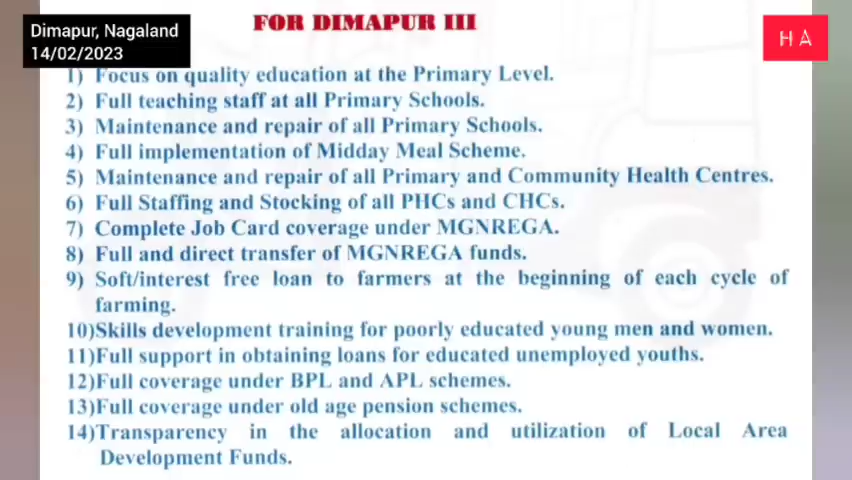 Dimapur, Nagaland
14/02/2023
H A
FOR DIMAPUR III
1) Focus on quality education at the Primary Level.
2) Full teaching staff at all Primary Schools.
3) Maintenance and repair of all Primary Schools.
4) Full implementation of Midday Meal Scheme.
5) Maintenance and repair of all Primary and Community Health Centres.
6) Full Staffing and Stocking of all PHCs and CHCs.
7) Complete Job Card coverage under MGNREGA.
8) Full and direct transfer of MGNREGA funds.
9) Soft/interest free loan to farmers at the beginning of each cycle of
farming.
10)Skills development training for poorly educated young men and women.
11)Full support in obtaining loans for educated unemployed youths.
12)Full coverage under BPL and APL schemes.
13)Full coverage under old age pension schemes.
14)Transparency in the allocation and utilization of Local Area
Development Funds.